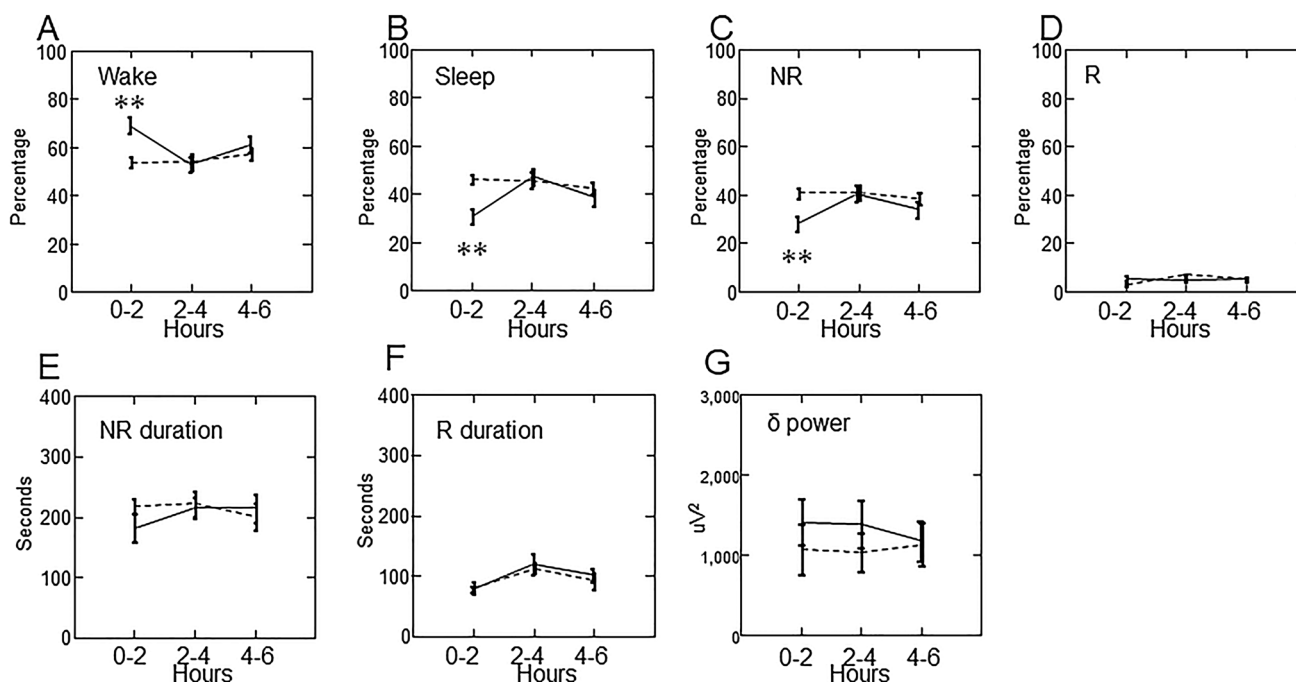 A
Wake
**
Percentage
100
80
60
40
20
0
0-2 2-4 4-6
Hours
B
Sleep
**
Percentage
100
80
60
40
20
0
0-2 2-4 4-6
Hours
C
NR
**
Percentage
100
80
60
40
20
0
0-2 2-4 4-6
Hours
D
R
Percentage
100
80
60
40
20
0
0-2 2-4 4-6
Hours
E
NR duration
Seconds
400
300
200
100
0
0-2 2-4 4-6
Hours
F
R duration
Seconds
400
300
200
100
0
0-2 2-4 4-6
Hours
G
δ power
uV²
3,000
2,000
1,000
0
0-2 2-4 4-6
Hours